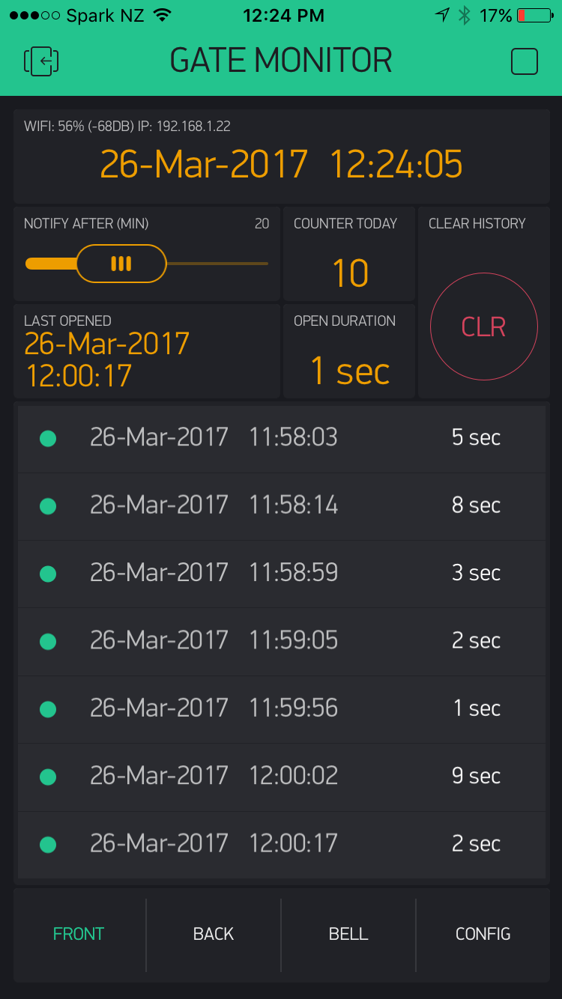 Spark NZ 12:24 PM 17%
GATE MONITOR
WIFI: 56% (-68DB) IP: 192.168.1.22
26-Mar-2017 12:24:05
NOTIFY AFTER (MIN) 20
COUNTER TODAY
10
CLEAR HISTORY
CLR
LAST OPENED
26-Mar-2017
12:00:17
OPEN DURATION
1 sec
26-Mar-2017 11:58:03 5 sec
26-Mar-2017 11:58:14 8 sec
26-Mar-2017 11:58:59 3 sec
26-Mar-2017 11:59:05 2 sec
26-Mar-2017 11:59:56 1 sec
26-Mar-2017 12:00:02 9 sec
26-Mar-2017 12:00:17 2 sec
FRONT BACK BELL CONFIG